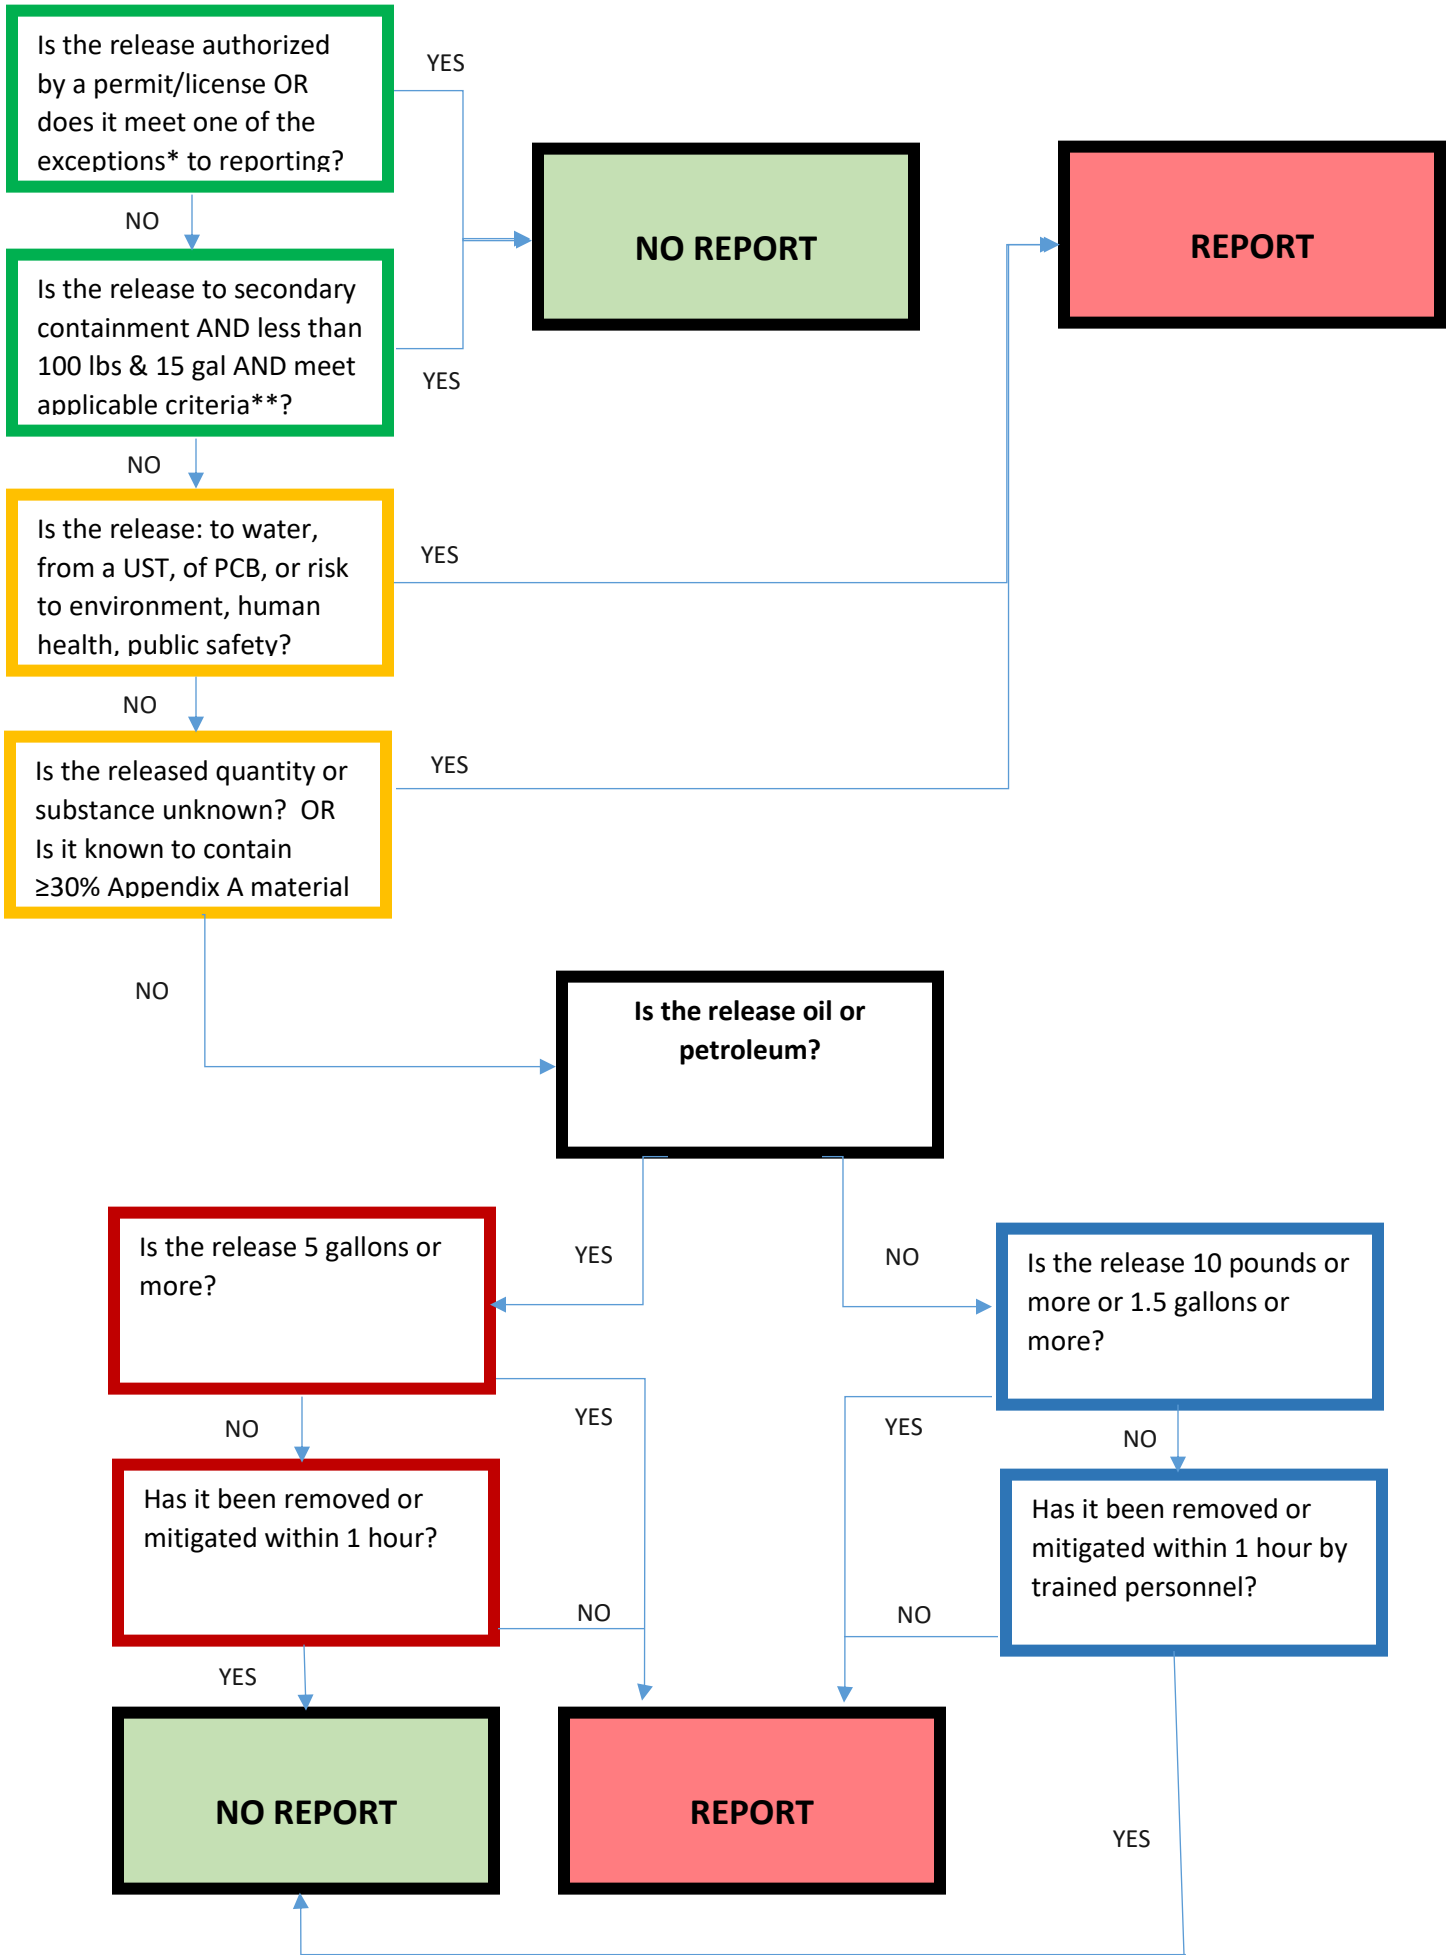 Is the release authorized
by a permit/license OR
does it meet one of the
exceptions* to reporting?
YES
NO
NO REPORT
REPORT
Is the release to secondary
containment AND less than
100 lbs & 15 gal AND meet
applicable criteria**?
YES
NO
Is the release: to water,
from a UST, of PCB, or risk
to environment, human
health, public safety?
YES
NO
Is the released quantity or
substance unknown?  OR
Is it known to contain
≥30% Appendix A material
YES
NO
Is the release oil or
petroleum?
YES
NO
Is the release 5 gallons or
more?
YES
NO
Is the release 10 pounds or
more or 1.5 gallons or
more?
YES
NO
Has it been removed or
mitigated within 1 hour?
NO
YES
Has it been removed or
mitigated within 1 hour by
trained personnel?
NO
YES
NO REPORT
REPORT